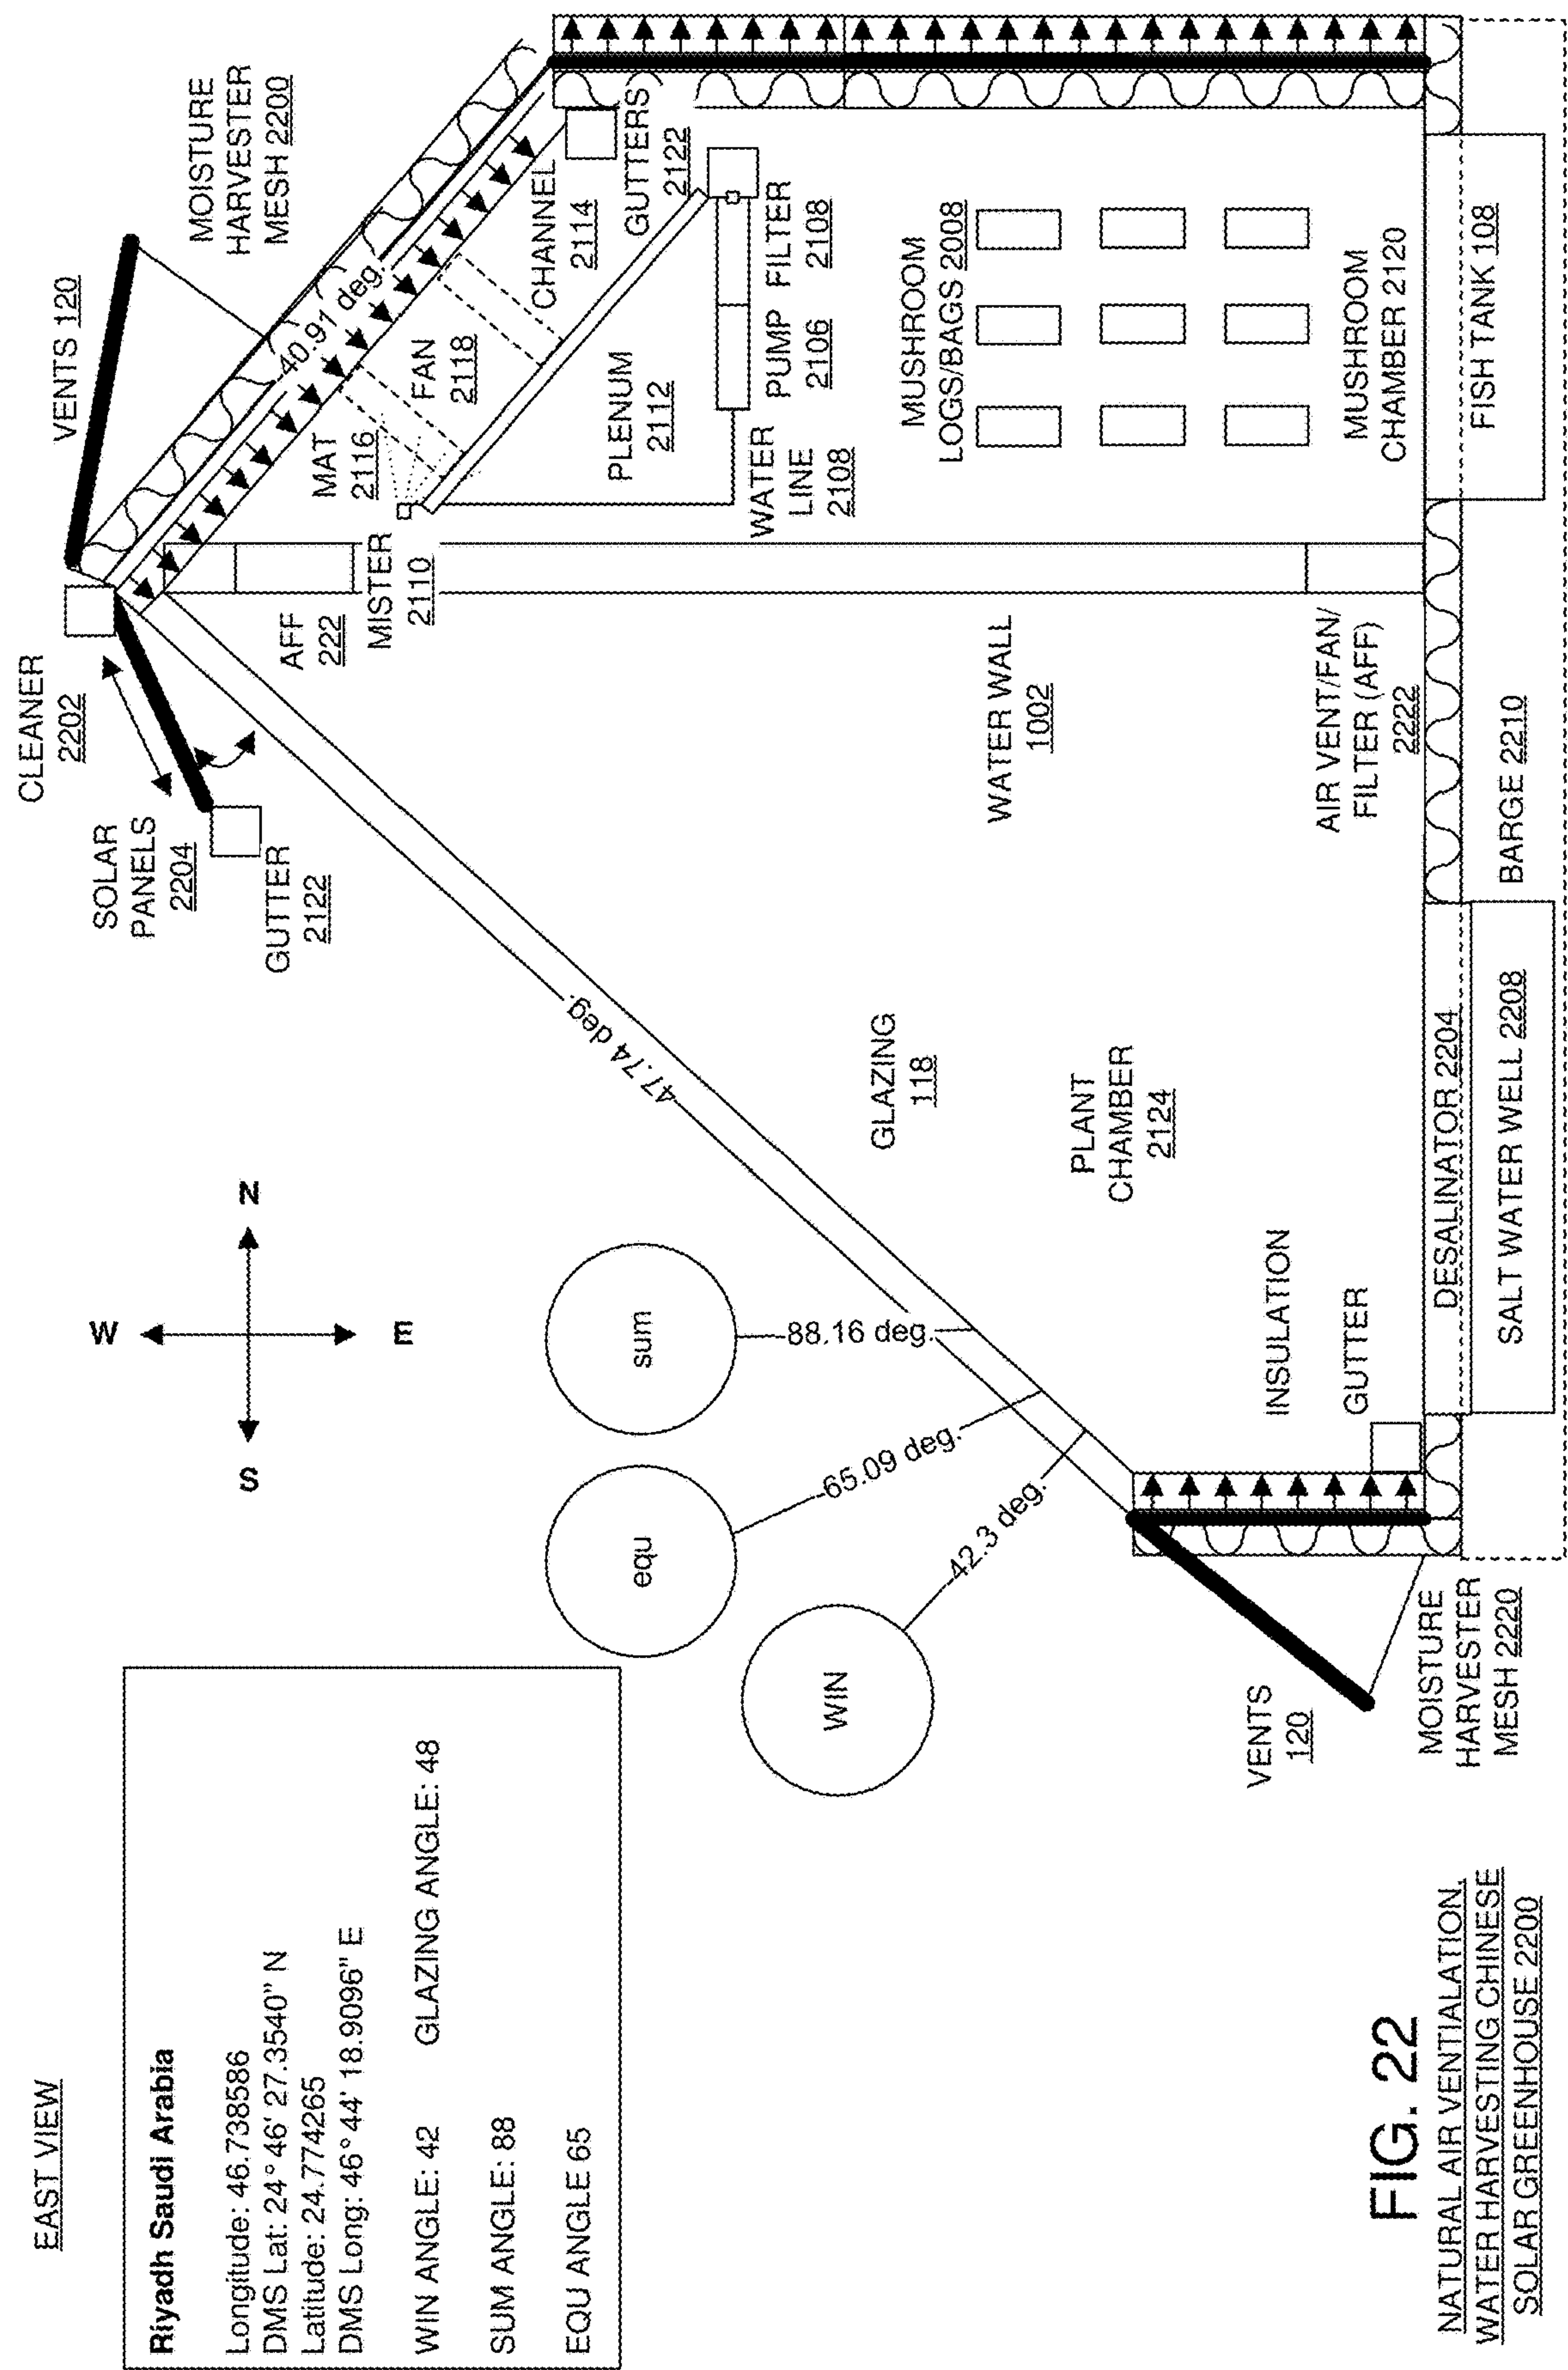 EAST VIEW
Riyadh Saudi Arabia
Longitude: 46.738586
DMS Lat: 24° 46' 27.3540" N
Latitude: 24.774265
DMS Long: 46° 44' 18.9096" E
WIN ANGLE: 42
GLAZING ANGLE: 48
SUM ANGLE: 88
EQU ANGLE 65
W
N
S
E
CLEANER
2202
SOLAR
PANELS
2204
GUTTER
2122
VENTS 120
MOISTURE
HARVESTER
MESH 2200
40.91 deg.
47.74 deg.
AFF
222
MISTER
2110
MAT
2116
FAN
2118
CHANNEL
2114
GUTTERS
2122
PLENUM
2112
PUMP
2106
FILTER
2108
WATER
LINE
2108
sum
88.16 deg.
equ
65.09 deg.
WIN
42.3 deg.
GLAZING
118
PLANT
CHAMBER
2124
WATER WALL
1002
MUSHROOM
LOGS/BAGS 2008
MUSHROOM
CHAMBER 2120
AIR VENT/FAN/
FILTER (AFF)
2222
INSULATION
GUTTER
VENTS
120
MOISTURE
HARVESTER
MESH 2220
DESALINATOR 2204
SALT WATER WELL 2208
BARGE 2210
FISH TANK 108
FIG. 22
NATURAL AIR VENTIALATION,
WATER HARVESTING CHINESE
SOLAR GREENHOUSE 2200